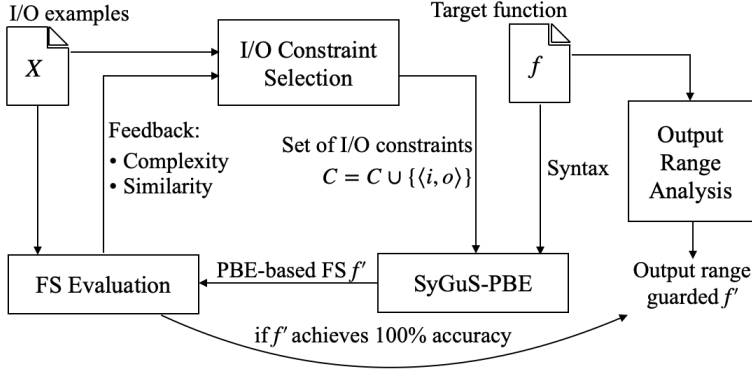 I/O examples
X
I/O Constraint
Selection
Target function
f
Output
Range
Analysis
Feedback:
• Complexity
• Similarity
Set of I/O constraints
C = C ∪ {⟨i, o⟩}
Syntax
FS Evaluation
PBE-based FS f′
SyGuS-PBE
Output range
guarded f′
if f′ achieves 100% accuracy